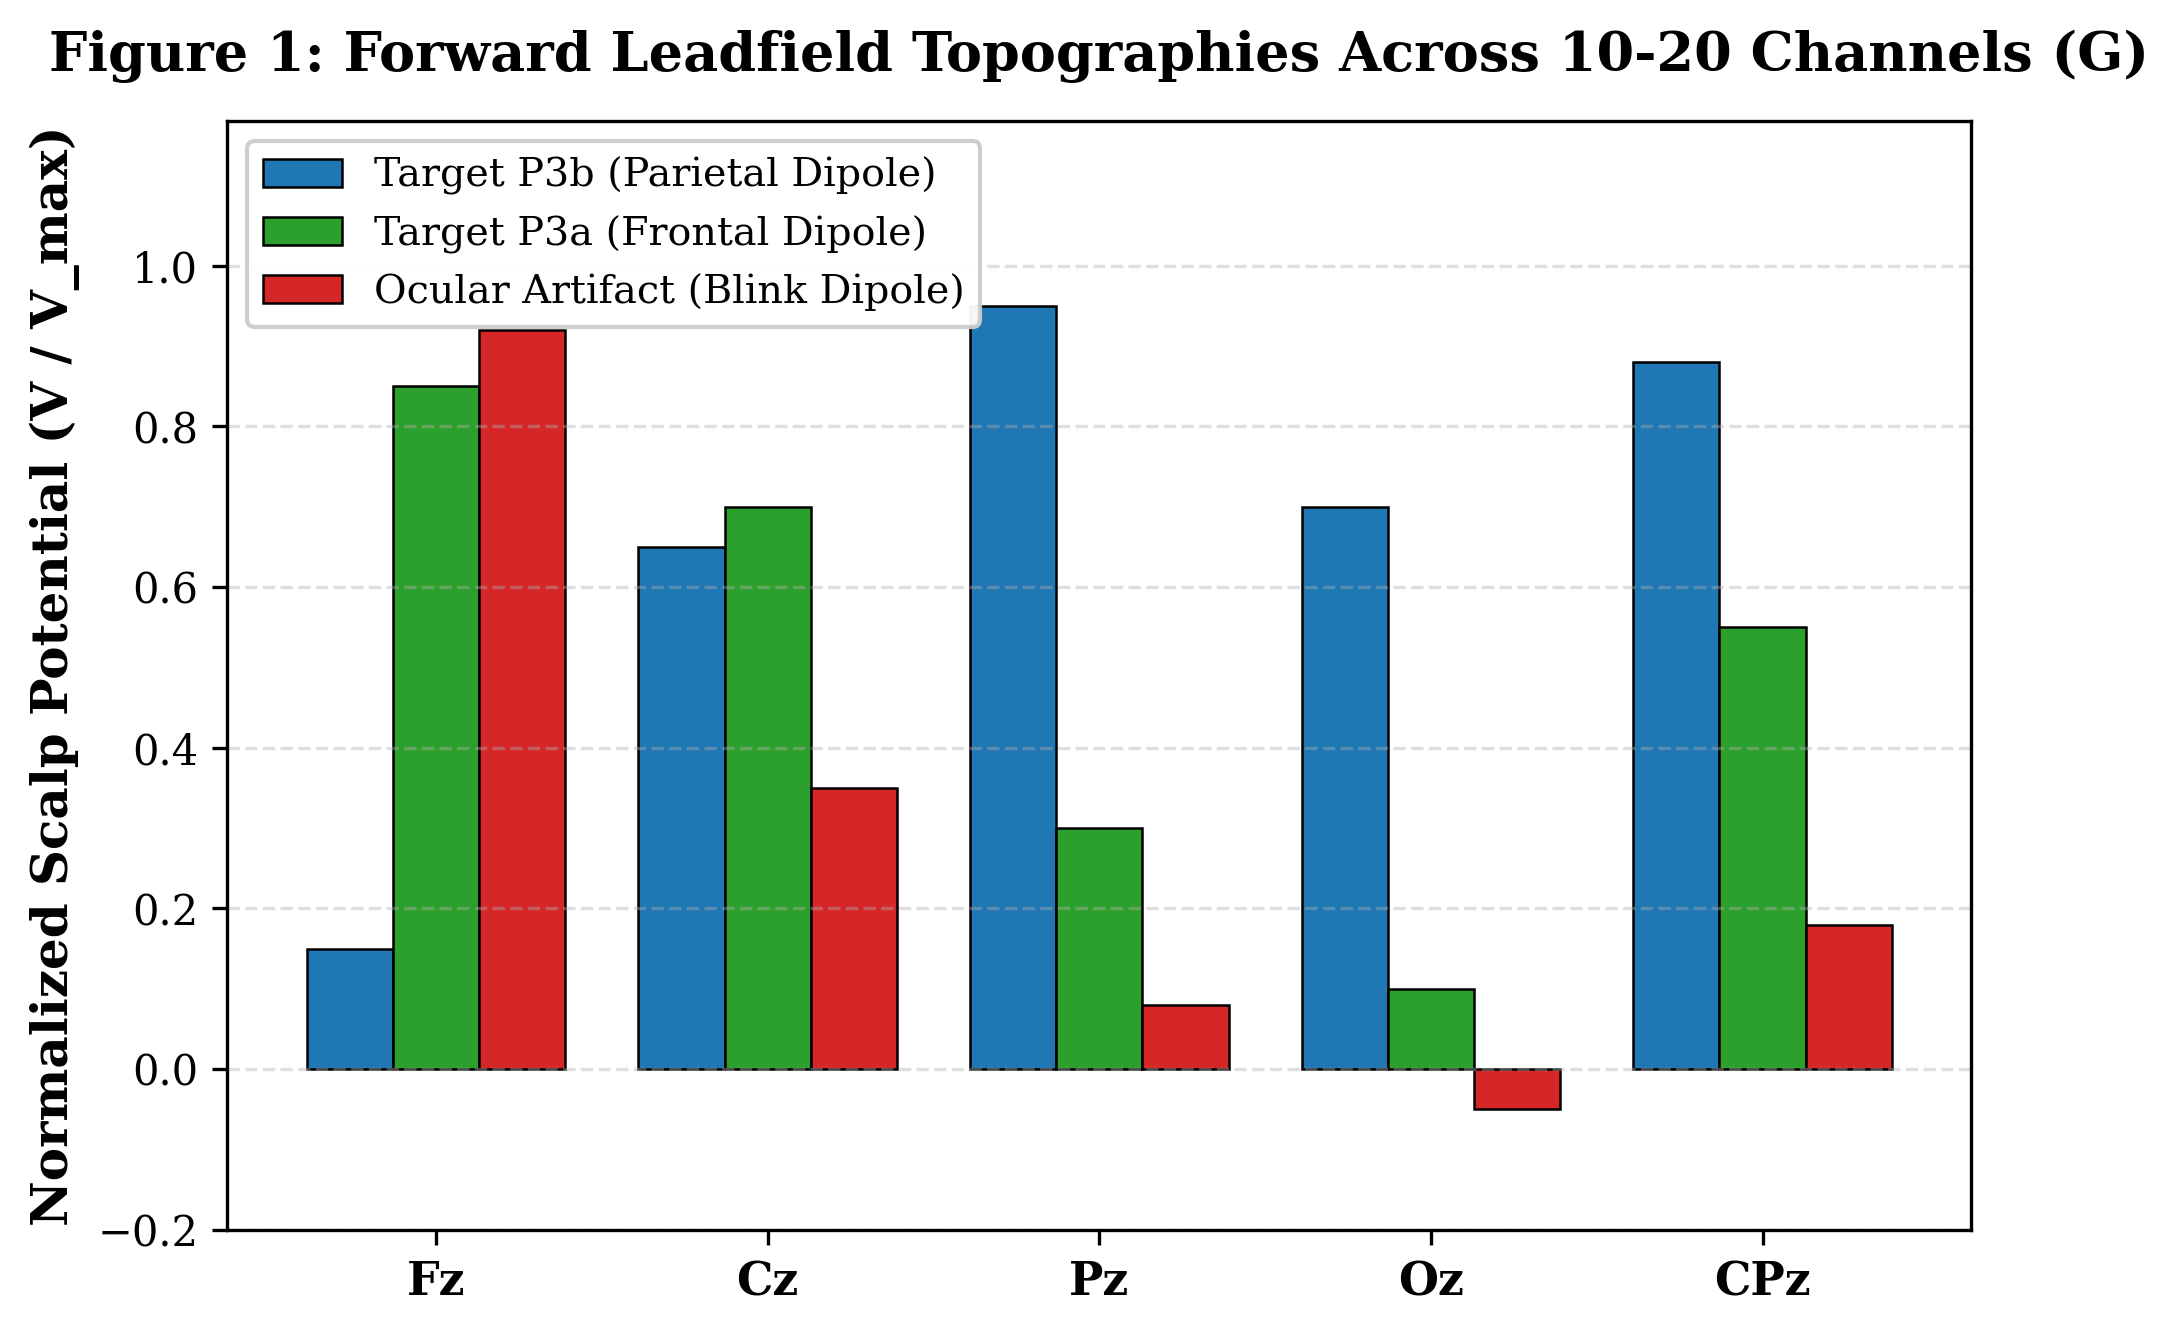 Figure 1: Forward Leadfield Topographies Across 10-20 Channels (G)
Normalized Scalp Potential (V / V_max)
Target P3b (Parietal Dipole)
Target P3a (Frontal Dipole)
Ocular Artifact (Blink Dipole)
1.0
0.8
0.6
0.4
0.2
0.0
−0.2
Fz Cz Pz Oz CPz